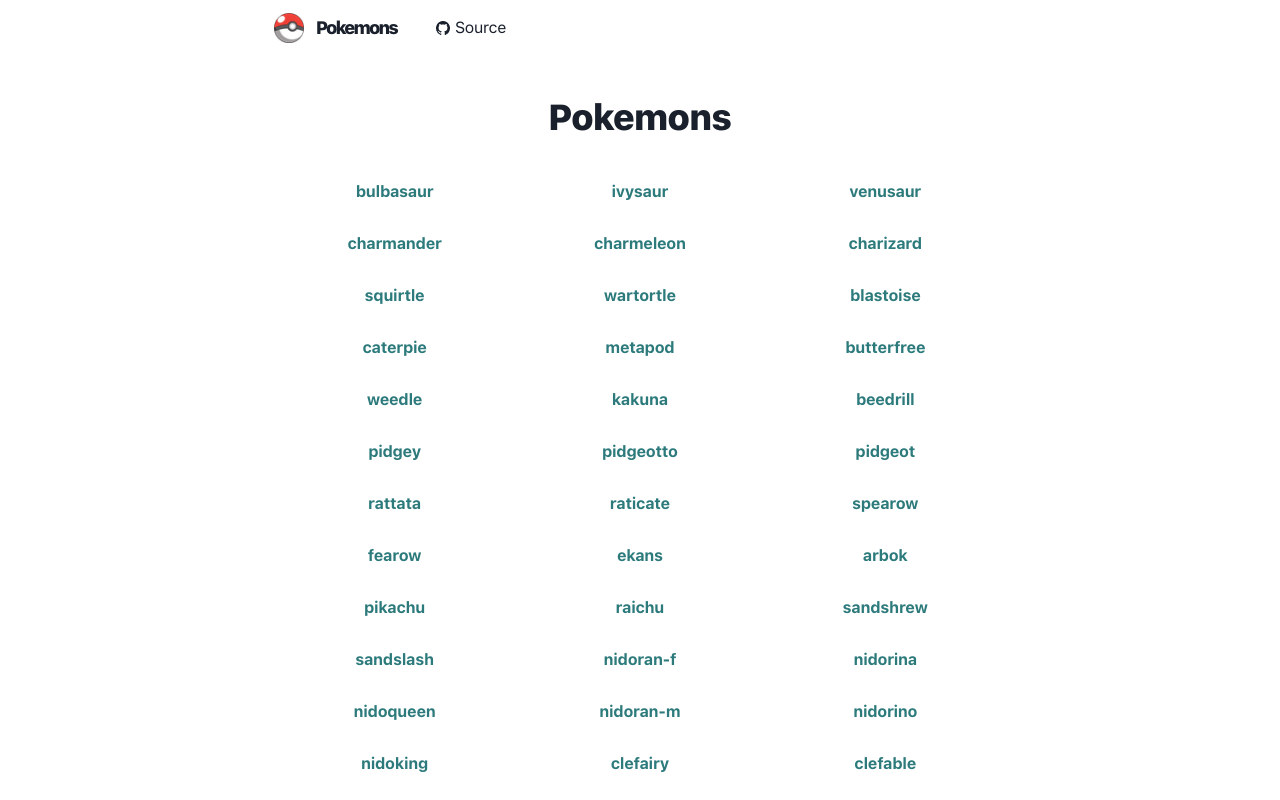 Pokemons Source
Pokemons
bulbasaur ivysaur venusaur
charmander charmeleon charizard
squirtle wartortle blastoise
caterpie metapod butterfree
weedle kakuna beedrill
pidgey pidgeotto pidgeot
rattata raticate spearow
fearow ekans arbok
pikachu raichu sandshrew
sandslash nidoran-f nidorina
nidoqueen nidoran-m nidorino
nidoking clefairy clefable